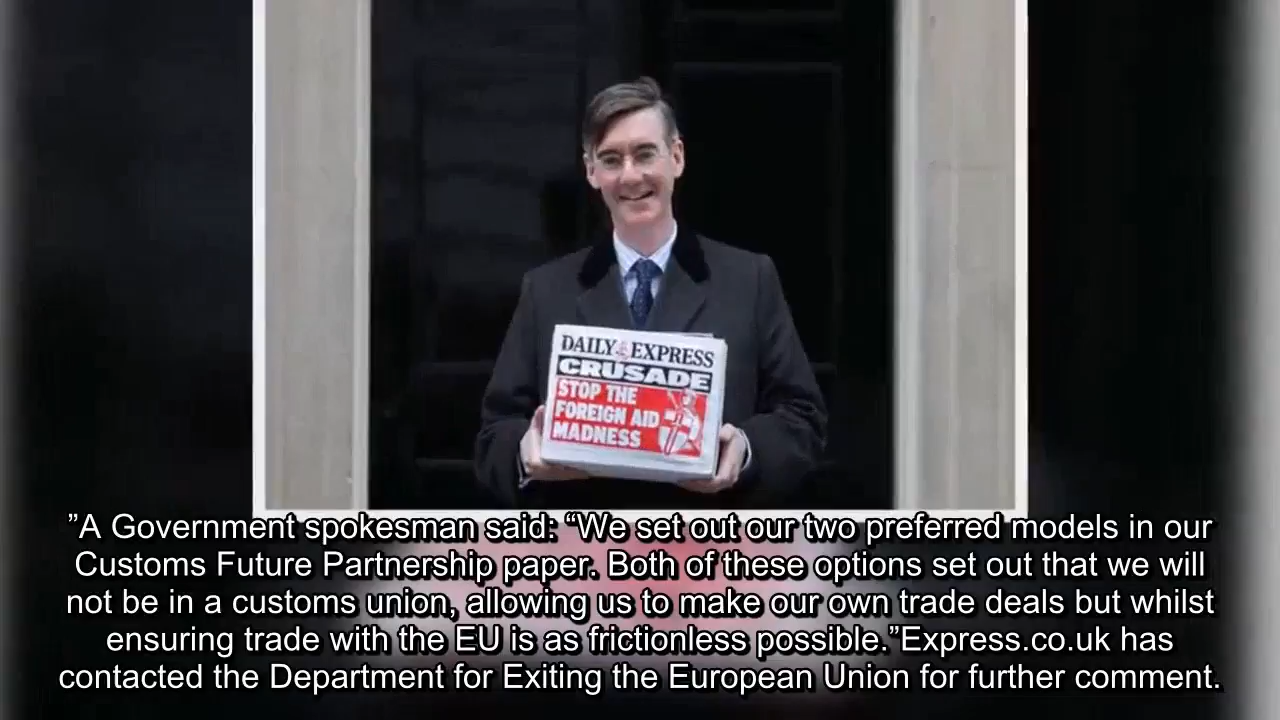 DAILY EXPRESS
CRUSADE
STOP THE
FOREIGN AID
MADNESS
”A Government spokesman said: “We set out our two preferred models in our
Customs Future Partnership paper. Both of these options set out that we will
not be in a customs union, allowing us to make our own trade deals but whilst
ensuring trade with the EU is as frictionless possible.”Express.co.uk has
contacted the Department for Exiting the European Union for further comment.